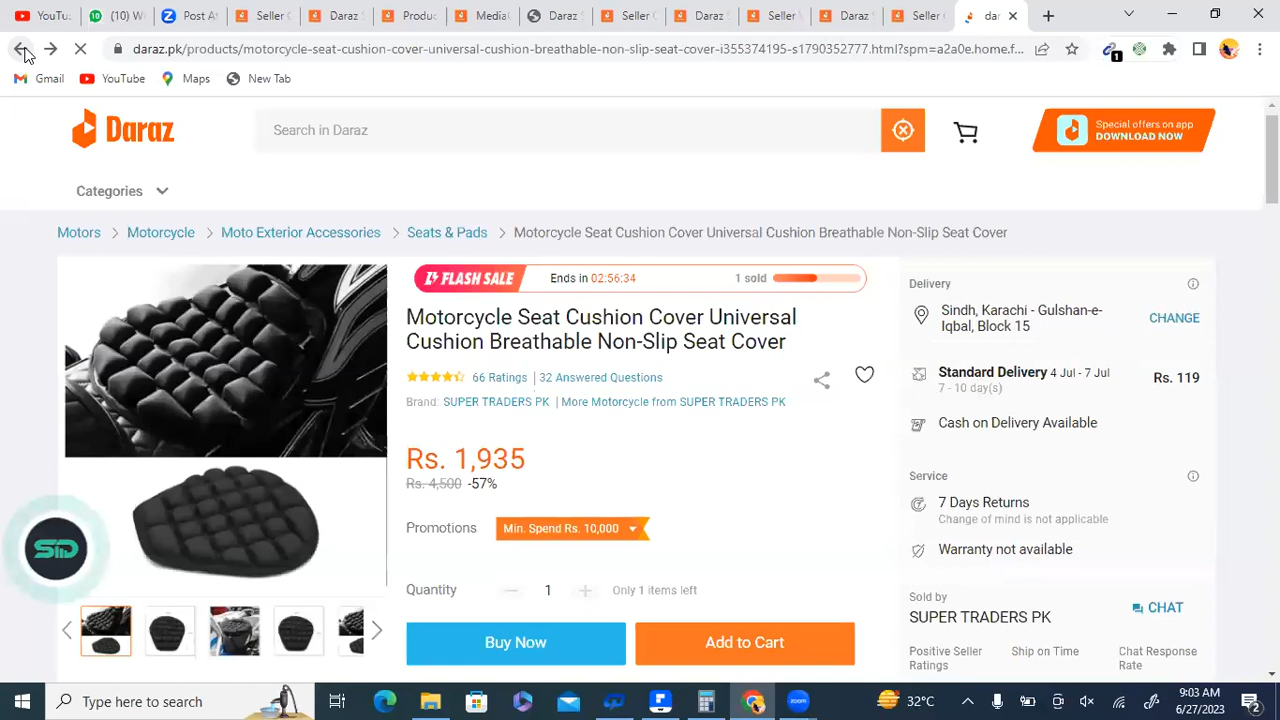 YouTu
(10) W
Post A
Seller C
Daraz
Produc
Media
Daraz
Seller C
Daraz
Seller
Daraz
Seller
dar
daraz.pk/products/motorcycle-seat-cushion-cover-universal-cushion-breathable-non-slip-seat-cover-i355374195-s1790352777.html?spm=a2a0e.home.f...
1
Gmail YouTube Maps New Tab
Daraz
Search in Daraz
Special offers on app
DOWNLOAD NOW
Categories
Motors > Motorcycle > Moto Exterior Accessories > Seats & Pads > Motorcycle Seat Cushion Cover Universal Cushion Breathable Non-Slip Seat Cover
FLASH SALE Ends in 02:56:34 1 sold
Motorcycle Seat Cushion Cover Universal
Cushion Breathable Non-Slip Seat Cover
66 Ratings | 32 Answered Questions
Brand: SUPER TRADERS PK | More Motorcycle from SUPER TRADERS PK
Rs. 1,935
Rs. 4,500 -57%
Promotions Min. Spend Rs. 10,000
Quantity 1 Only 1 items left
Buy Now Add to Cart
SiD
Delivery
Sindh, Karachi - Gulshan-e-
Iqbal, Block 15
CHANGE
Standard Delivery 4 Jul - 7 Jul
7 - 10 day(s)
Rs. 119
Cash on Delivery Available
Service
7 Days Returns
Change of mind is not applicable
Warranty not available
Sold by
SUPER TRADERS PK
CHAT
Positive Seller
Ratings
Ship on Time
Chat Response
Rate
Type here to search
32°C
9:03 AM
6/27/2023
2